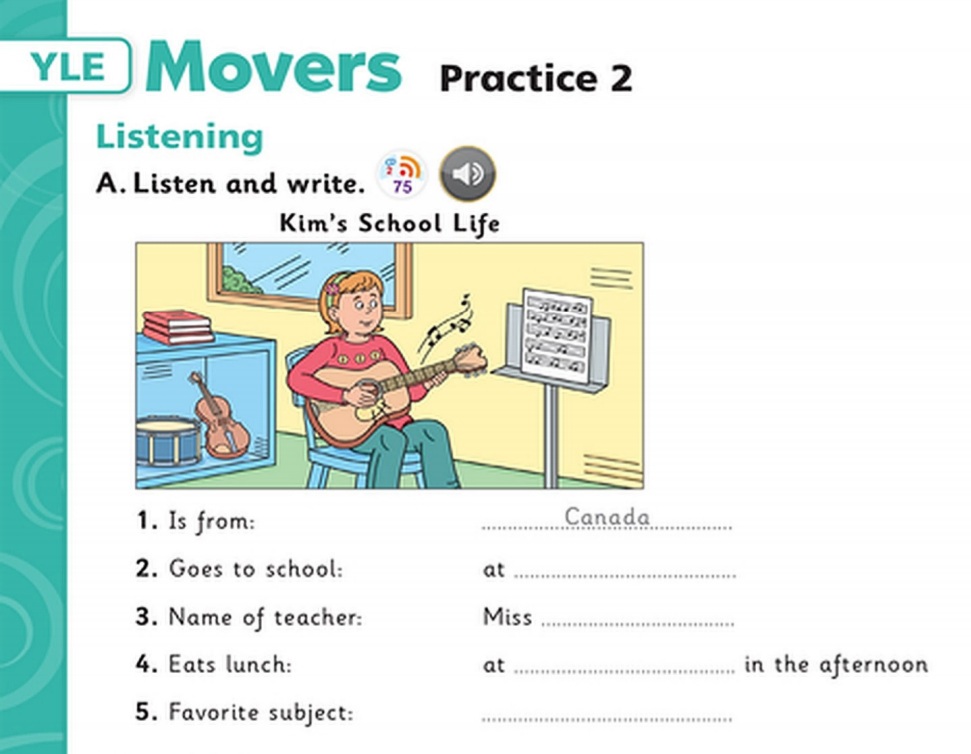 YLE Movers Practice 2
Listening
A. Listen and write. CD 2 75
Kim's School Life
1. Is from: Canada
2. Goes to school: at
3. Name of teacher: Miss
4. Eats lunch: at in the afternoon
5. Favorite subject: